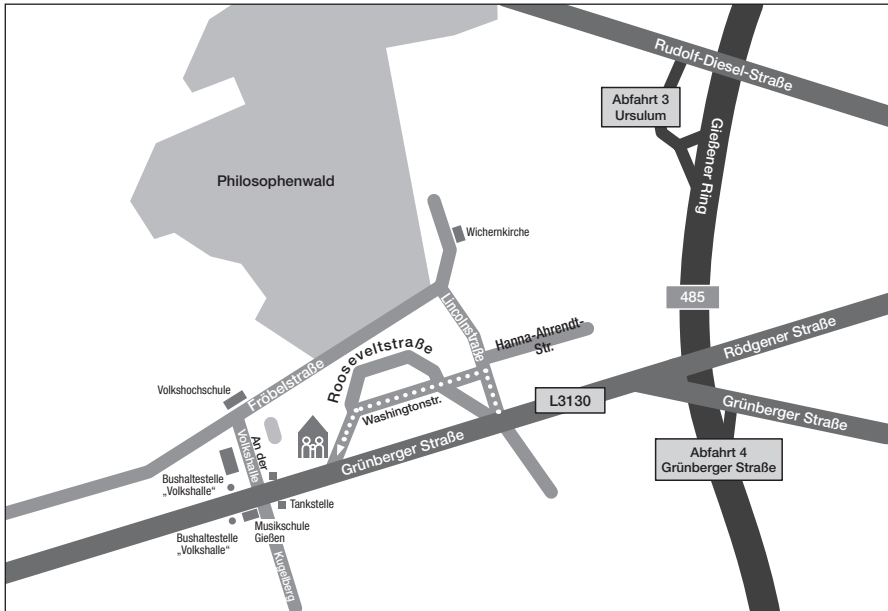 Rudolf-Diesel-Straße
Abfahrt 3
Ursulum
Gießener Ring
Philosophenwald
Wichernkirche
485
Lincolnstraße
Hanna-Ahrendt-
Str.
Rödgener Straße
Rooseveltstraße
Fröbelstraße
Volkshochschule
Washingtonstr.
L3130
Grünberger Straße
Grünberger Straße
An der
Volkshalle
Abfahrt 4
Grünberger Straße
Bushaltestelle
„Volkshalle“
Tankstelle
Musikschule
Gießen
Bushaltestelle
„Volkshalle“
Kugelberg